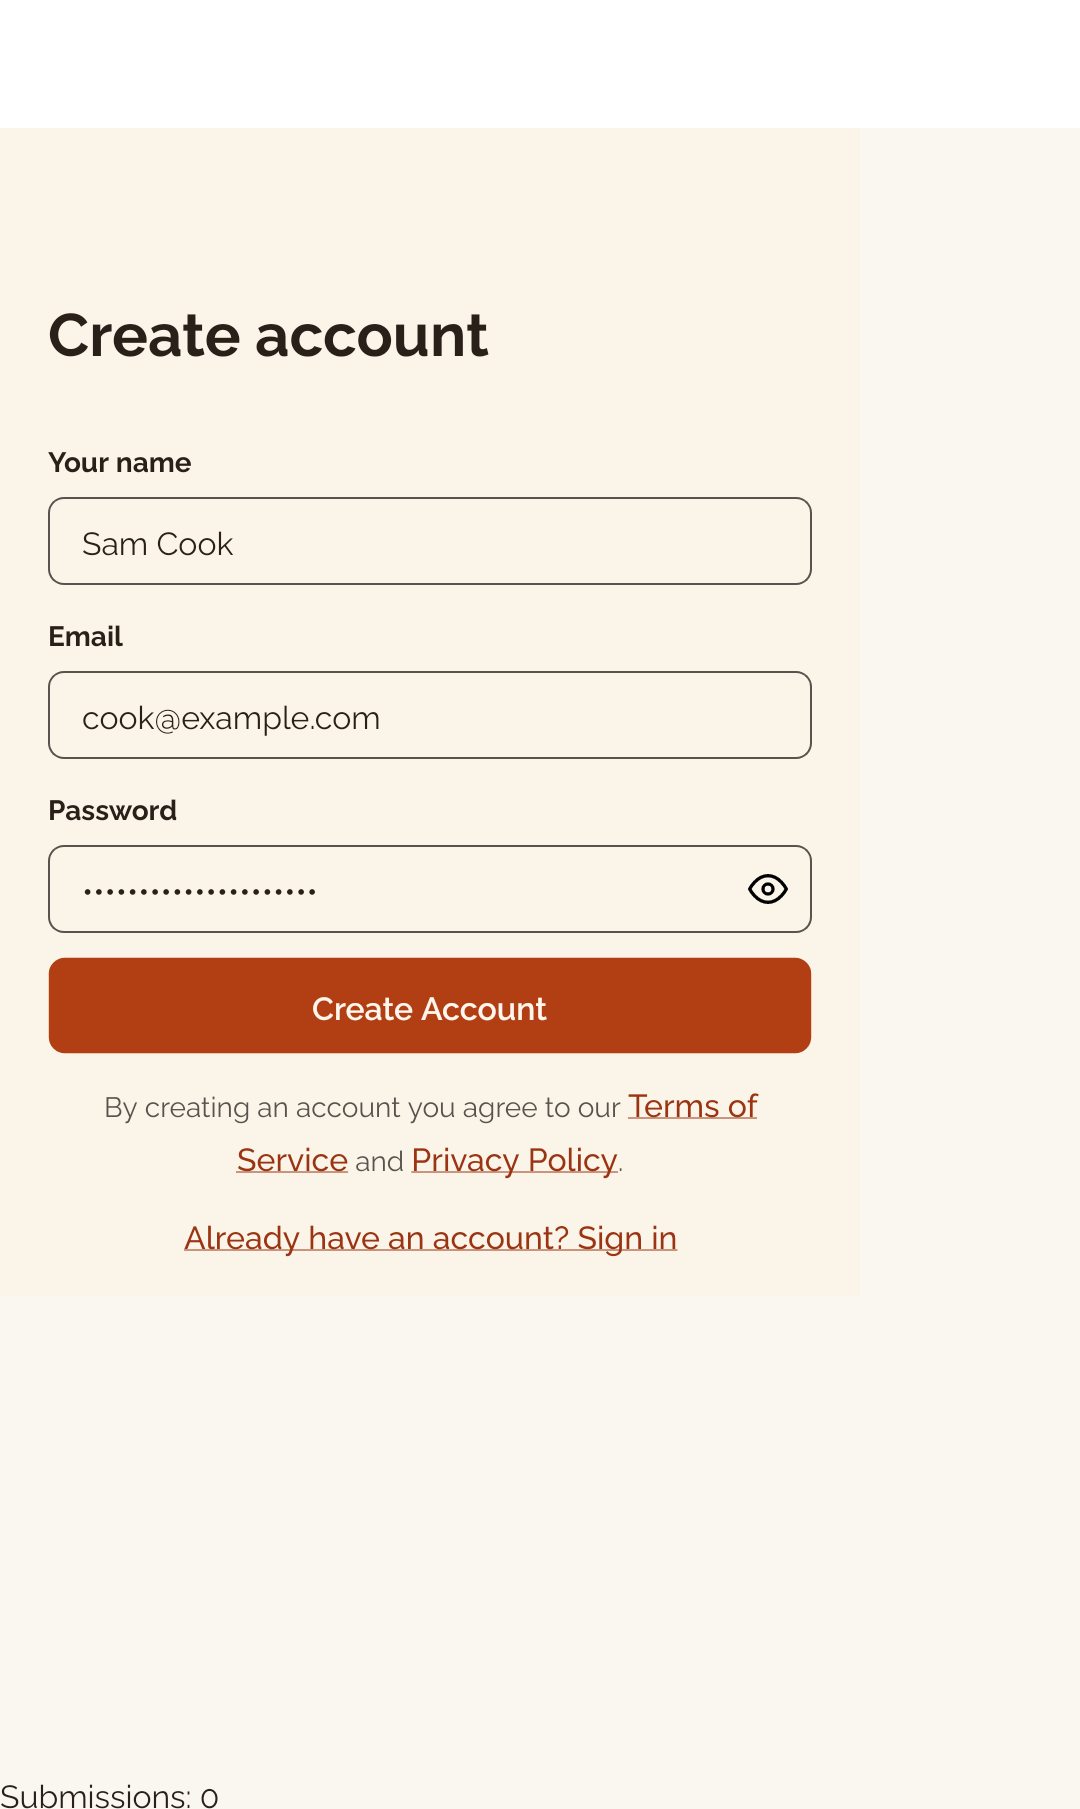 Create account
Your name
Sam Cook
Email
cook@example.com
Password
•••••••••••••••••••••
Create Account
By creating an account you agree to our Terms of
Service and Privacy Policy.
Already have an account? Sign in
Submissions: 0